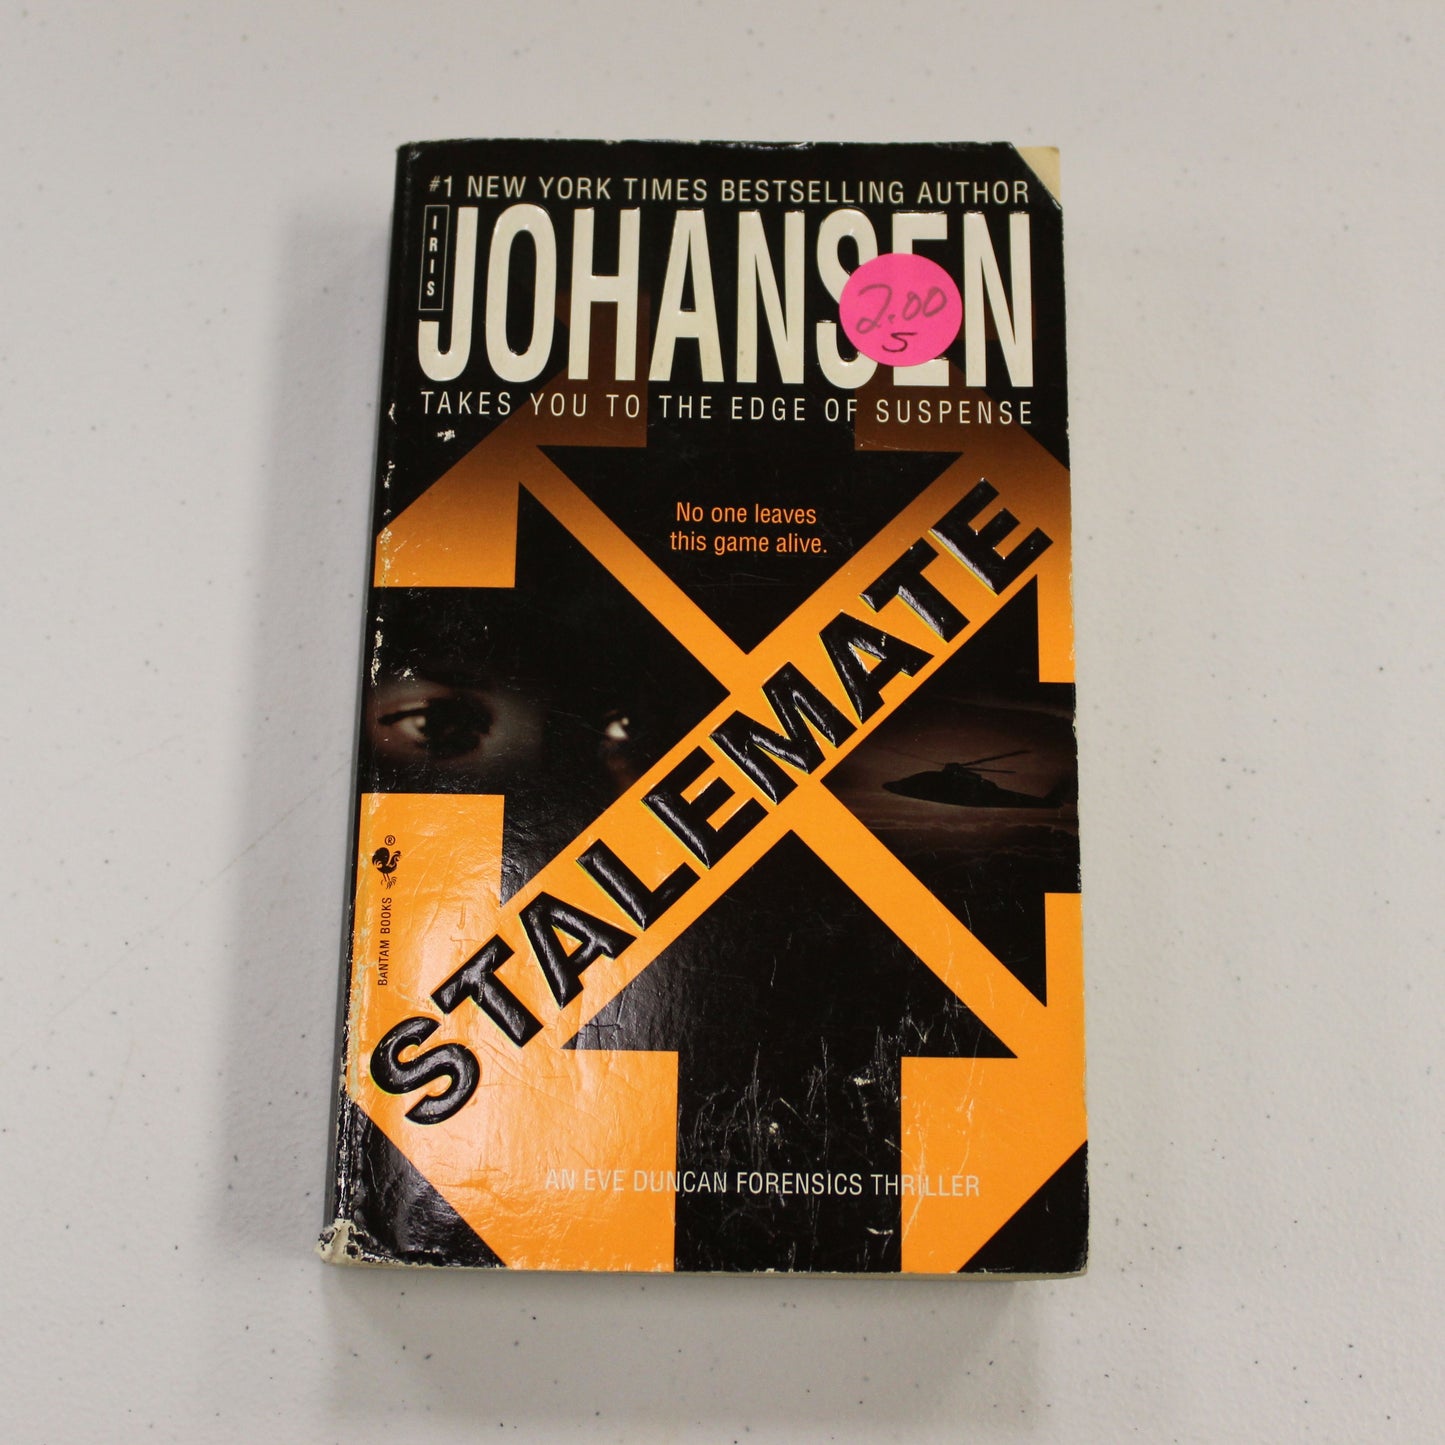 #1 NEW YORK TIMES BESTSELLING AUTHOR
IRIS
JOHANSEN
2.00
S
TAKES YOU TO THE EDGE OF SUSPENSE
No one leaves
this game alive.
STALEMATE
BANTAM BOOKS
®
AN EVE DUNCAN FORENSICS THRILLER